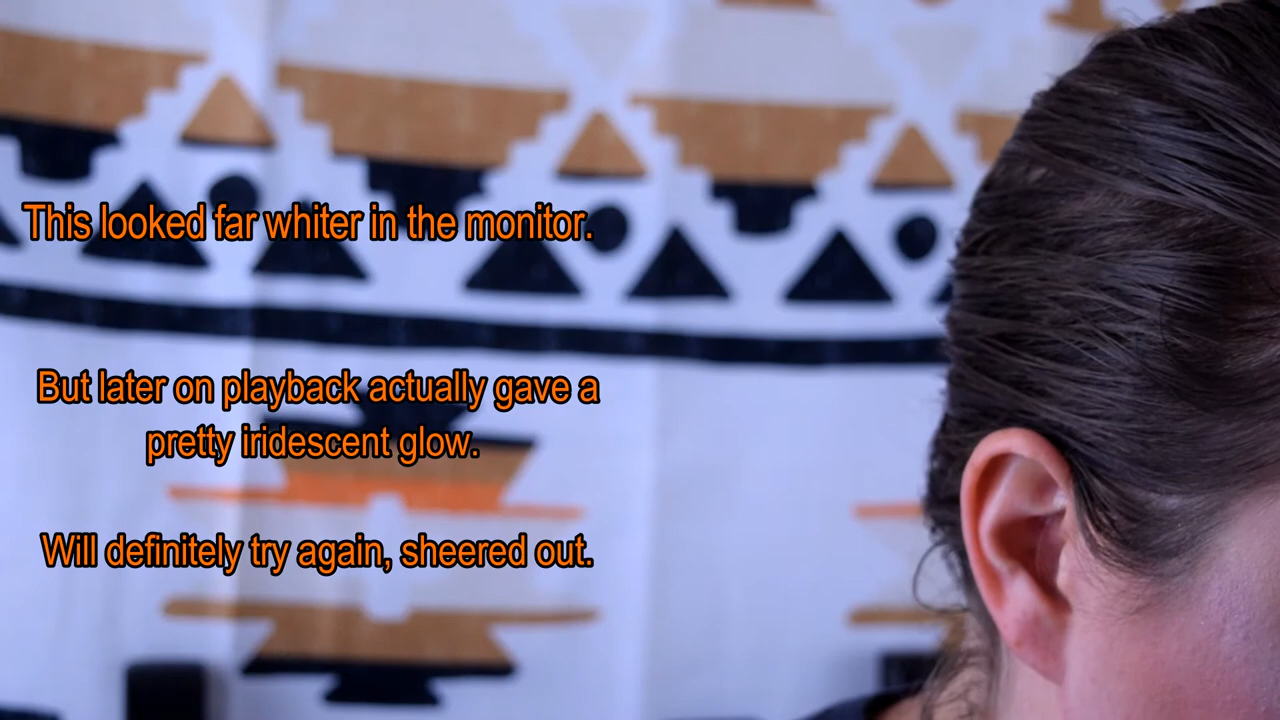 This looked far whiter in the monitor.
But later on playback actually gave a
pretty iridescent glow.
Will definitely try again, sheered out.